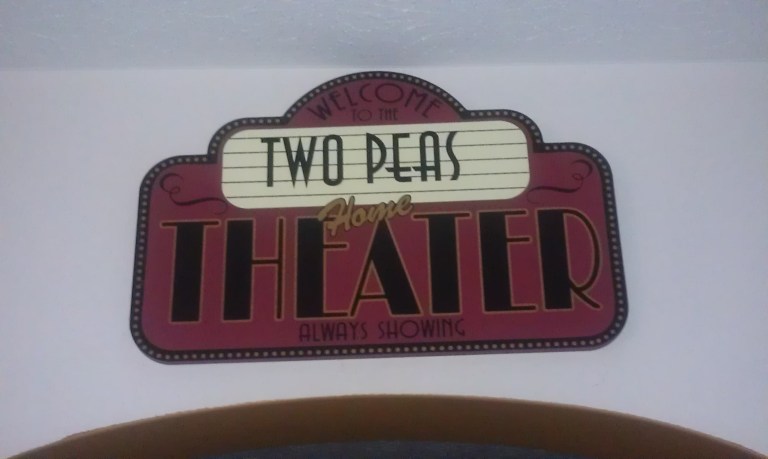 WELCOME
TO THE
TWO PEAS
Home
THEATER
ALWAYS SHOWING